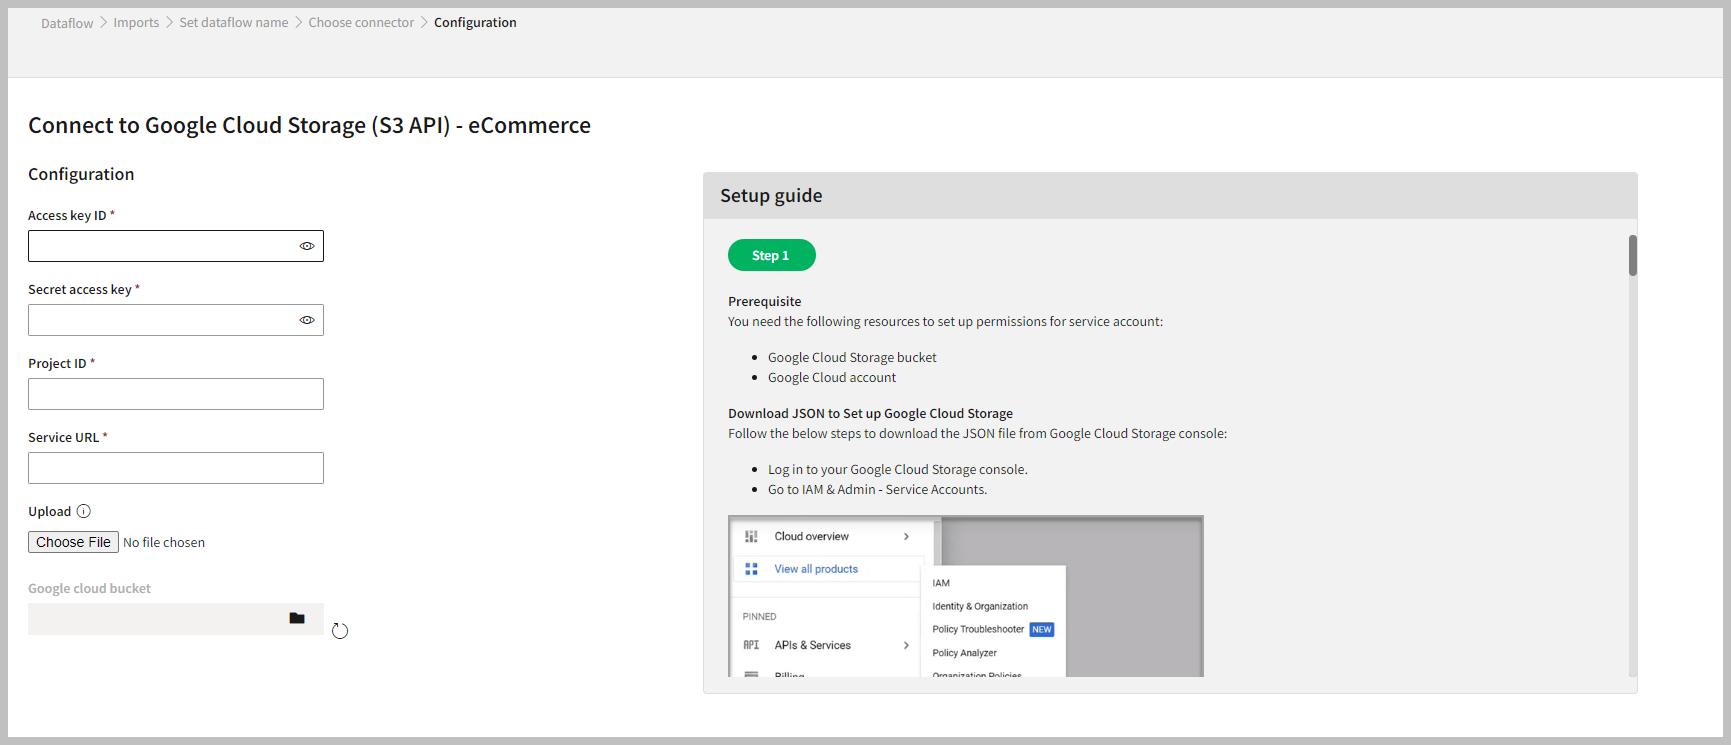 Dataflow > Imports > Set dataflow name > Choose connector > Configuration
Connect to Google Cloud Storage (S3 API) - eCommerce
Configuration
Access key ID *
Secret access key *
Project ID *
Service URL *
Upload
Choose File No file chosen
Google cloud bucket
Setup guide
Step 1
Prerequisite
You need the following resources to set up permissions for service account:
• Google Cloud Storage bucket
• Google Cloud account
Download JSON to Set up Google Cloud Storage
Follow the below steps to download the JSON file from Google Cloud Storage console:
• Log in to your Google Cloud Storage console.
• Go to IAM & Admin - Service Accounts.
Cloud overview
View all products
PINNED
API APIs & Services
Billing
IAM
Identity & Organization
Policy Troubleshooter NEW
Policy Analyzer
Organization Policies